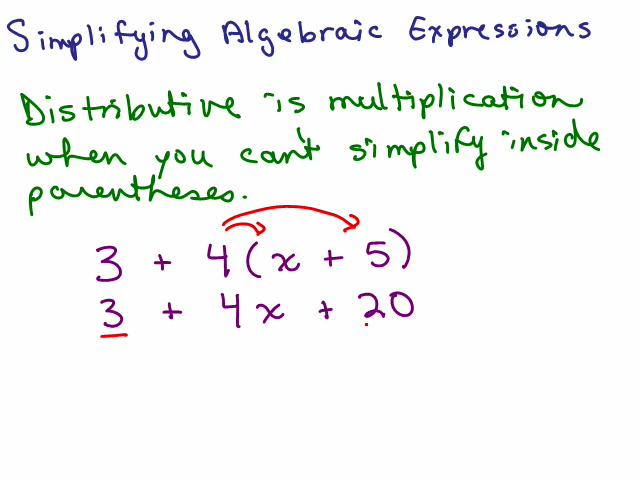 Simplifying Algebraic Expressions
Distributive is multiplication
when you can't simplify inside
parentheses.
3 + 4(x + 5)
3 + 4x + 20